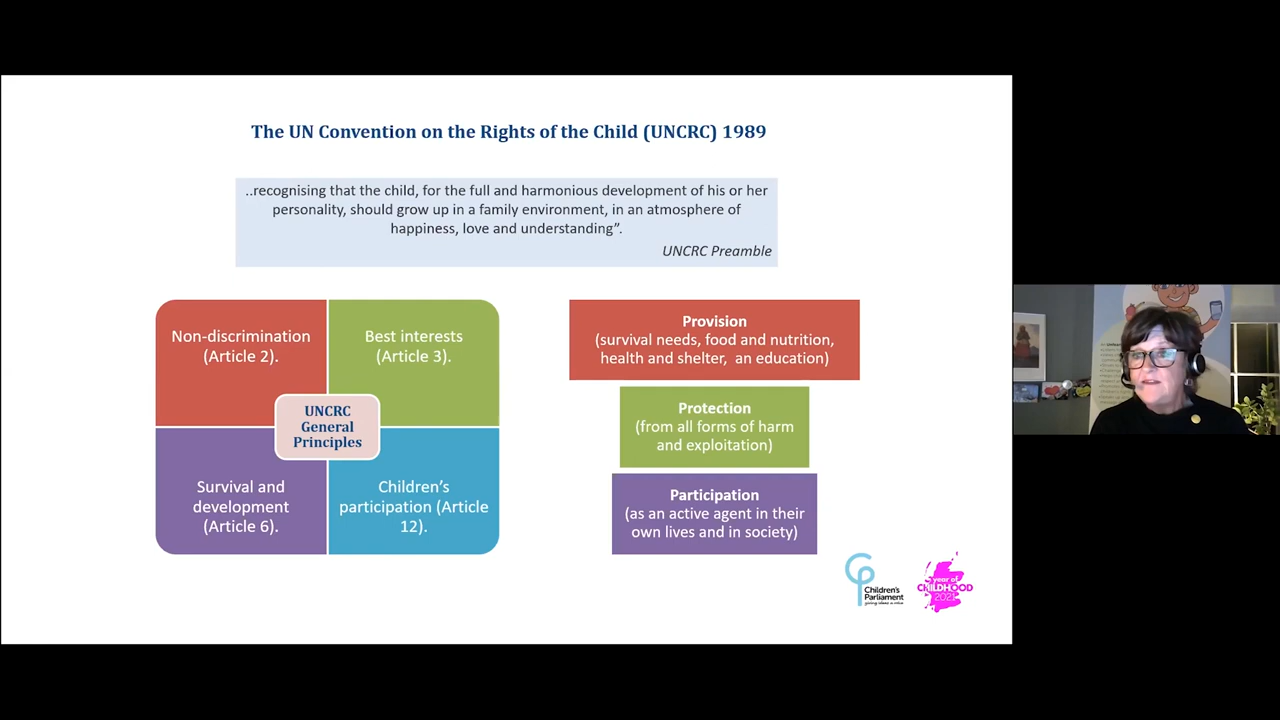 The UN Convention on the Rights of the Child (UNCRC) 1989
..recognising that the child, for the full and harmonious development of his or her
personality, should grow up in a family environment, in an atmosphere of
happiness, love and understanding”.
UNCRC Preamble
Non-discrimination
(Article 2).
Best interests
(Article 3).
UNCRC
General
Principles
Survival and
development
(Article 6).
Children’s
participation (Article
12).
Provision
(survival needs, food and nutrition,
health and shelter,  an education)
Protection
(from all forms of harm
and exploitation)
Participation
(as an active agent in their
own lives and in society)
Children's
Parliament
year of
CHILDHOOD
2021